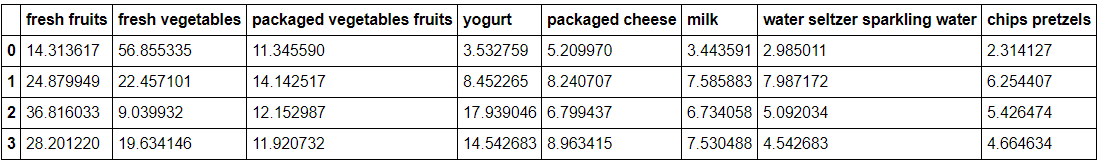 fresh fruits fresh vegetables packaged vegetables fruits yogurt packaged cheese milk water seltzer sparkling water chips pretzels
0 14.313617 56.855335 11.345590 3.532759 5.209970 3.443591 2.985011 2.314127
1 24.879949 22.457101 14.142517 8.452265 8.240707 7.585883 7.987172 6.254407
2 36.816033 9.039932 12.152987 17.939046 6.799437 6.734058 5.092034 5.426474
3 28.201220 19.634146 11.920732 14.542683 8.963415 7.530488 4.542683 4.664634